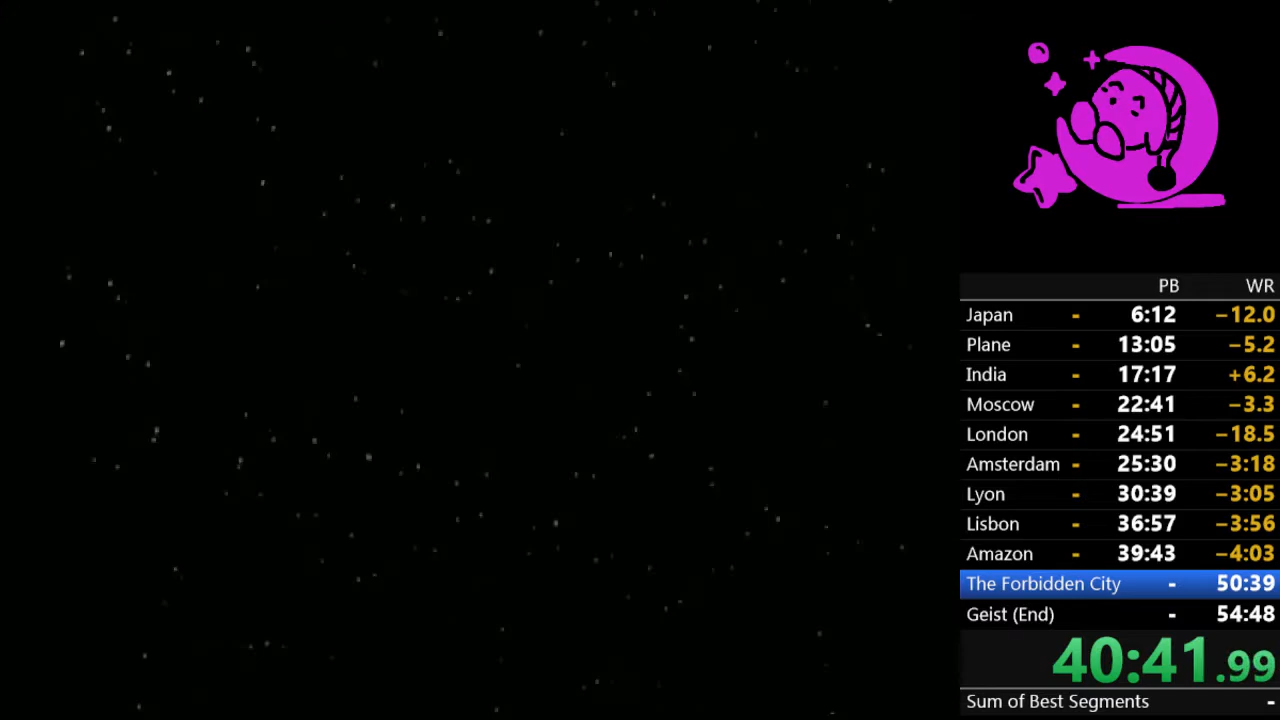 PB WR
Japan - 6:12 −12.0
Plane - 13:05 −5.2
India - 17:17 +6.2
Moscow - 22:41 −3.3
London - 24:51 −18.5
Amsterdam - 25:30 −3:18
Lyon - 30:39 −3:05
Lisbon - 36:57 −3:56
Amazon - 39:43 −4:03
The Forbidden City - 50:39
Geist (End) - 54:48
40:41.99
Sum of Best Segments -